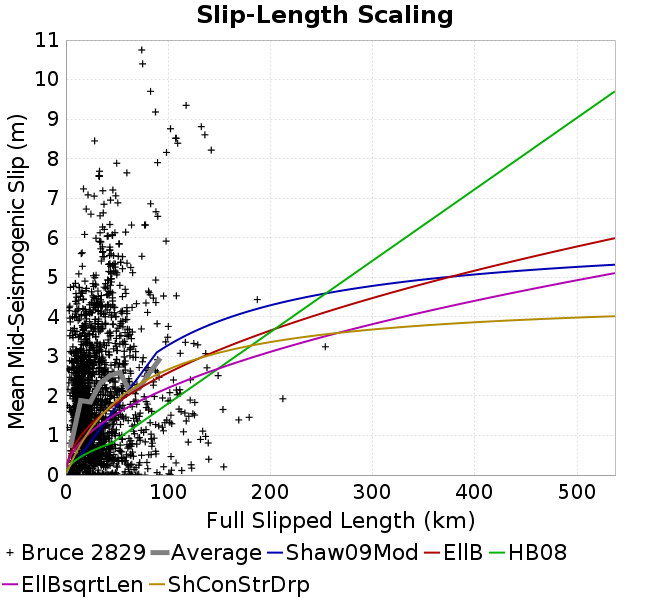 Slip-Length Scaling
Mean Mid-Seismogenic Slip (m)
11
10
9
8
7
6
5
4
3
2
1
0
0 100 200 300 400 500
Full Slipped Length (km)
Bruce 2829 Average Shaw09Mod EllB HB08
EllBsqrtLen ShConStrDrp